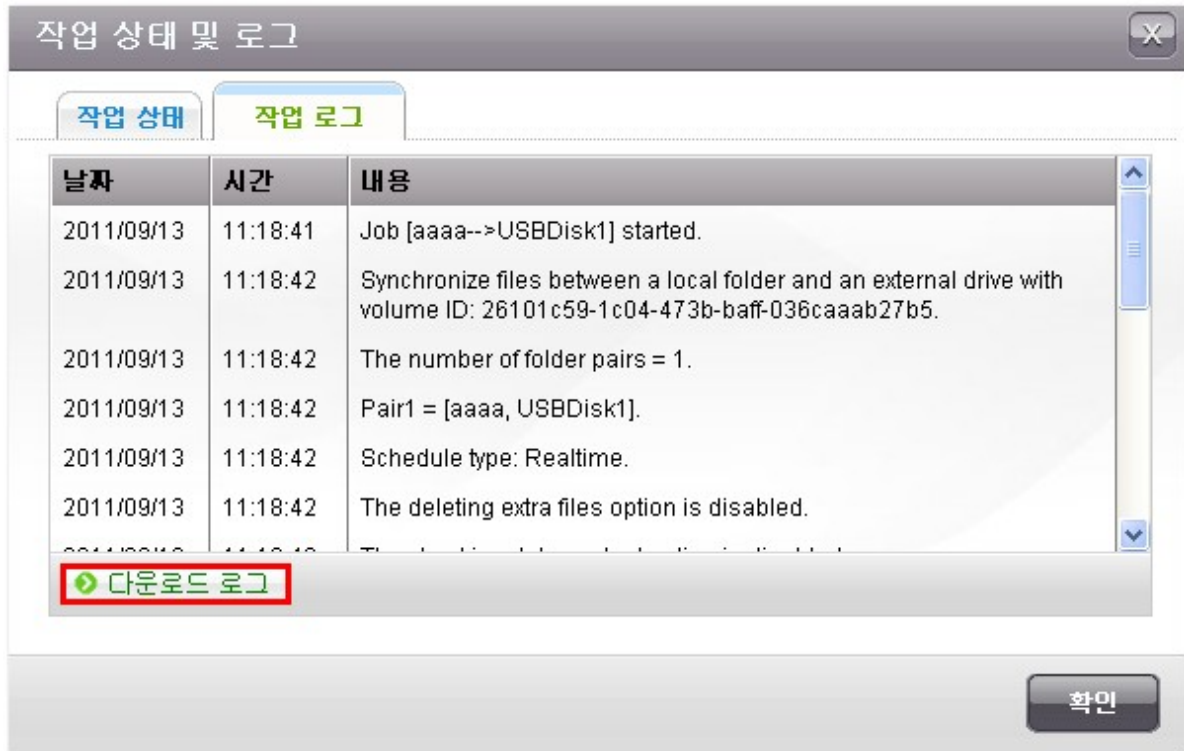 작업 상태 및 로그
X
작업 상태
작업 로그
날짜 시간 내용
2011/09/13 11:18:41 Job [aaaa-->USBDisk1] started.
2011/09/13 11:18:42 Synchronize files between a local folder and an external drive with
volume ID: 26101c59-1c04-473b-baff-036caaab27b5.
2011/09/13 11:18:42 The number of folder pairs = 1.
2011/09/13 11:18:42 Pair1 = [aaaa, USBDisk1].
2011/09/13 11:18:42 Schedule type: Realtime.
2011/09/13 11:18:42 The deleting extra files option is disabled.
다운로드 로그
확인